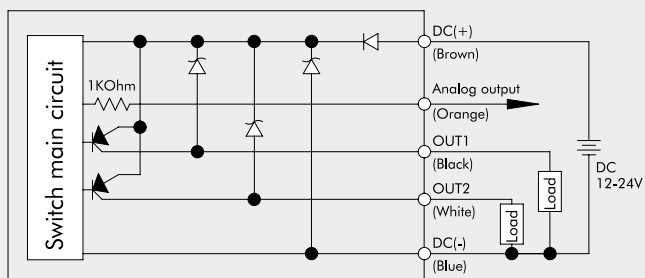 DC(+)
(Brown)
1KOhm
Analog output
(Orange)
OUT1
(Black)
OUT2
(White)
DC(-)
(Blue)
Switch main circuit
Load
Load
DC
12-24V